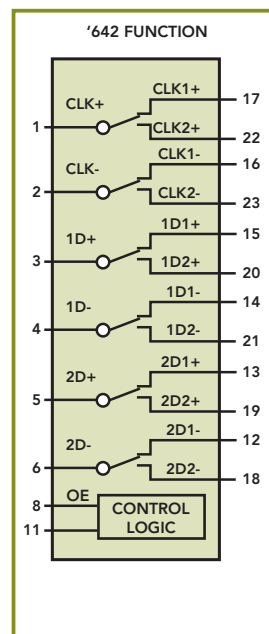 '642 FUNCTION
CLK+ CLK1+ 17
1 CLK2+ 22
CLK- CLK1- 16
2 CLK2- 23
1D+ 1D1+ 15
3 1D2+ 20
1D- 1D1- 14
4 1D2- 21
2D+ 2D1+ 13
5 2D2+ 19
2D- 2D1- 12
6 2D2- 18
8 OE CONTROL
11 LOGIC